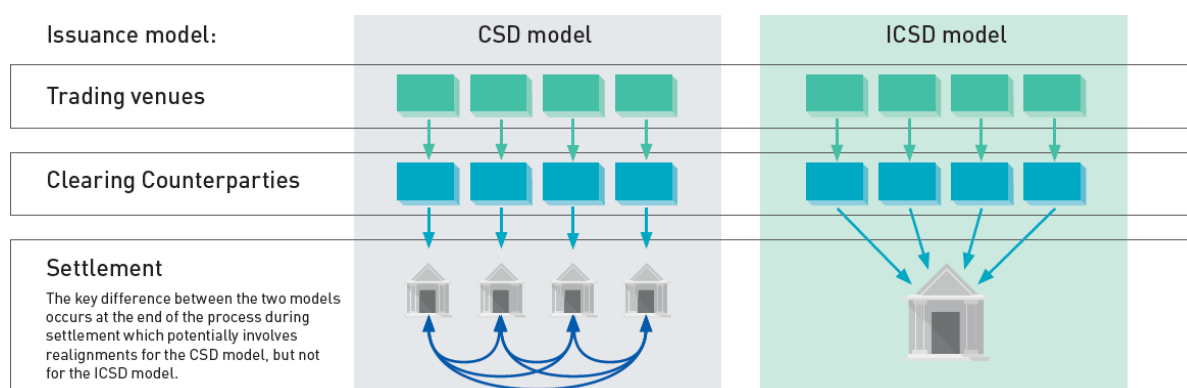 Issuance model:
CSD model
ICSD model
Trading venues
Clearing Counterparties
Settlement
The key difference between the two models
occurs at the end of the process during
settlement which potentially involves
realignments for the CSD model, but not
for the ICSD model.